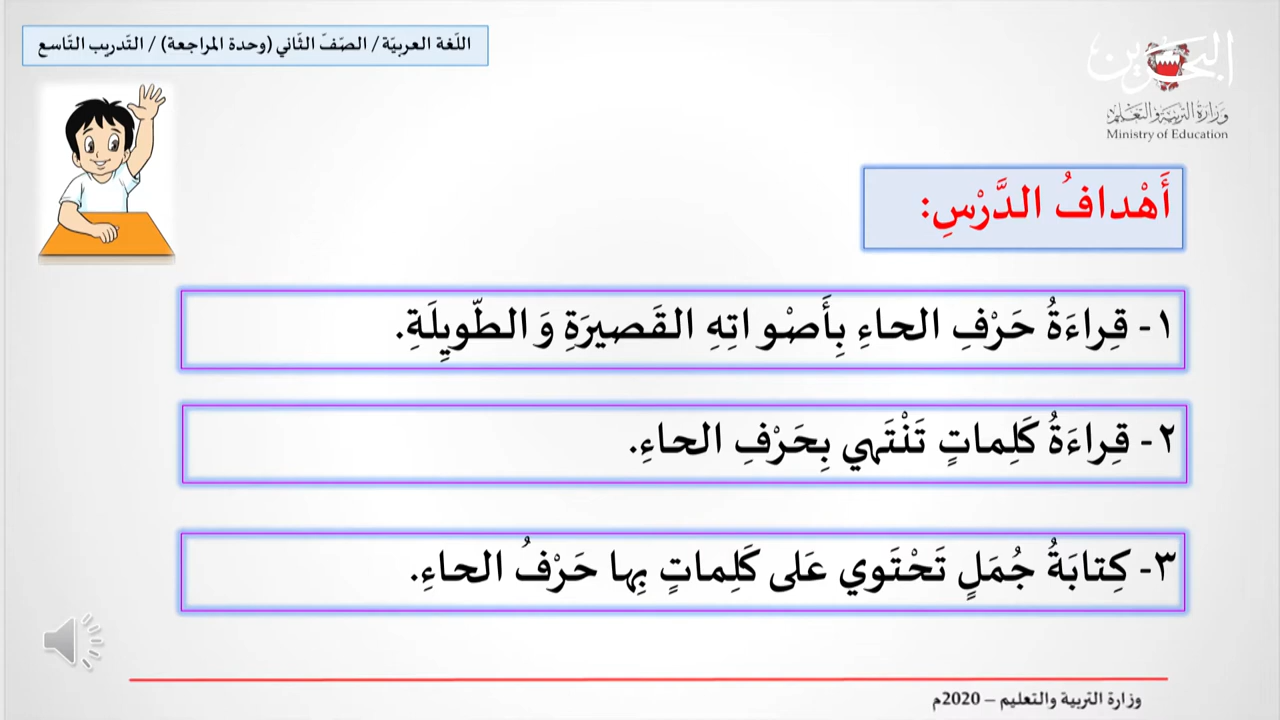 اللّغة العربيّة/ الصّفّ الثّاني (وحدة المراجعة) / التّدريب التّاسع
البحرين
وزارة التربية والتعليم
Ministry of Education
أَهْدافُ الدَّرْسِ:
١- قِراءَةُ حَرْفِ الحاءِ بِأَصْواتِهِ القَصيرَةِ وَ الطّويِلَةِ.
٢- قِراءَةُ كَلِماتٍ تَنْتَهي بِحَرْفِ الحاءِ.
٣- كِتابَةُ جُمَلٍ تَحْتَوي عَلى كَلِماتٍ بِها حَرْفُ الحاءِ.
وزارة التربية والتعليم – 2020م